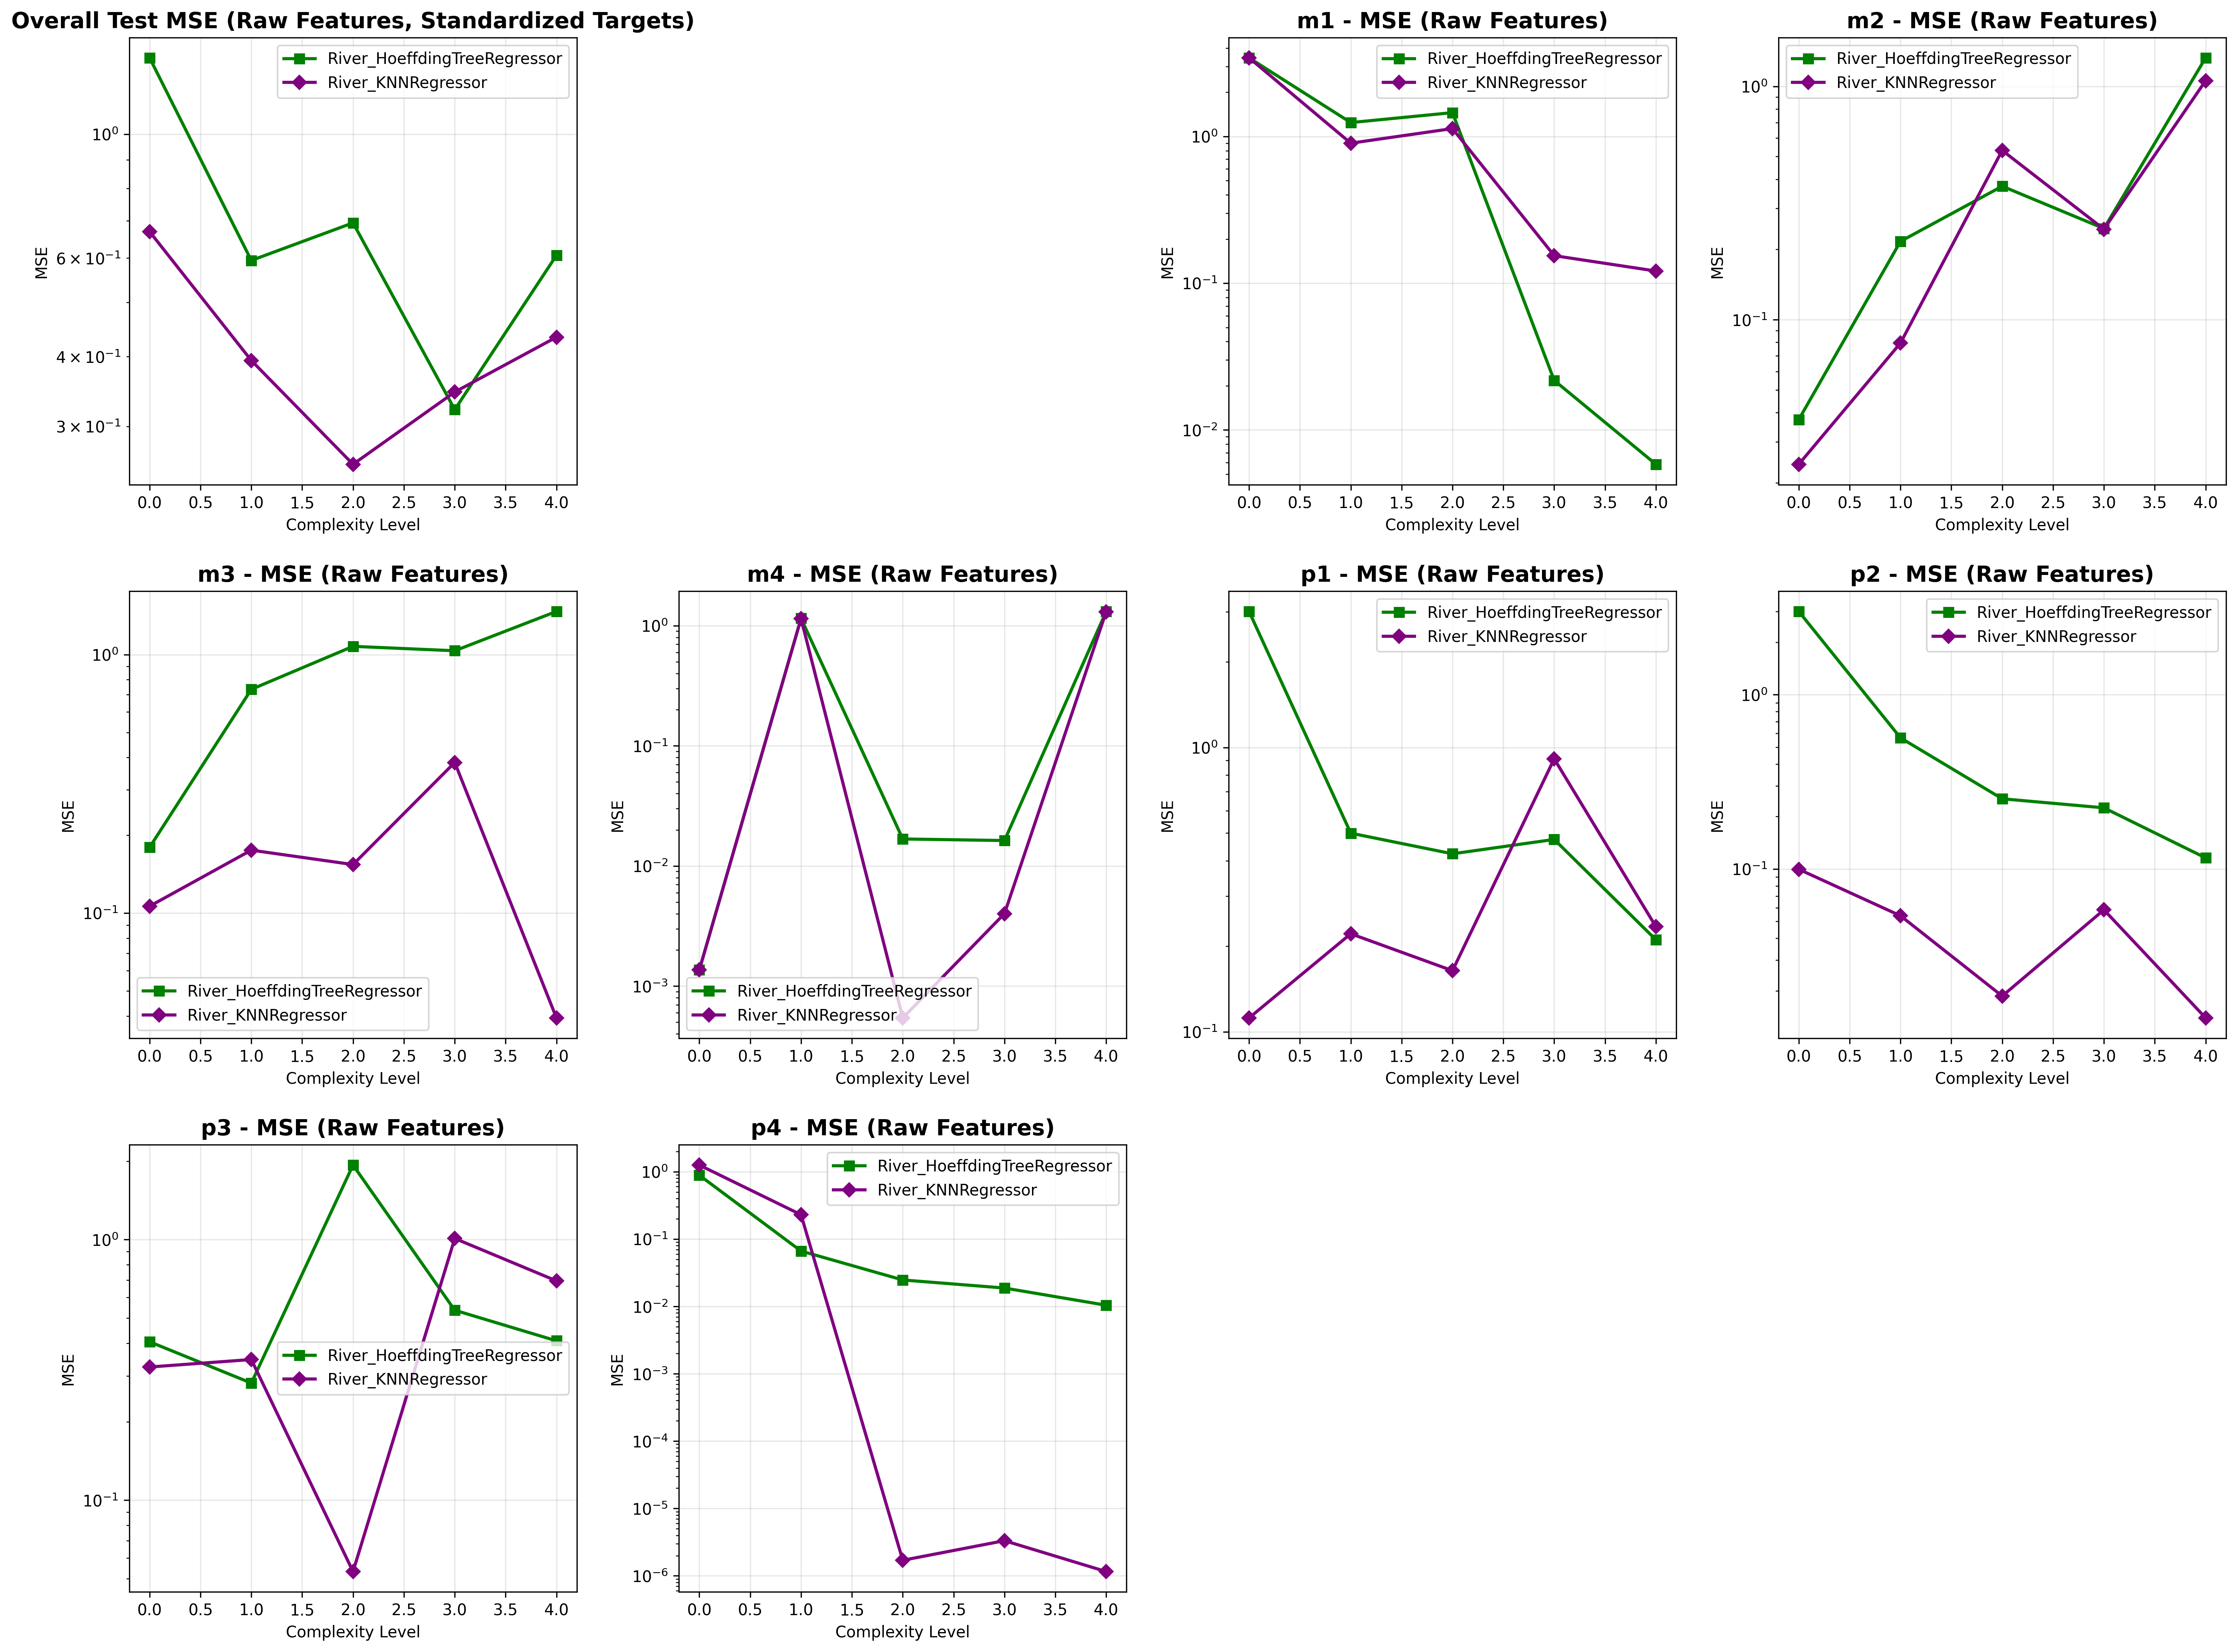 Overall Test MSE (Raw Features, Standardized Targets)
River_HoeffdingTreeRegressor
River_KNNRegressor
10⁰
6 × 10⁻¹
4 × 10⁻¹
3 × 10⁻¹
MSE
0.0 0.5 1.0 1.5 2.0 2.5 3.0 3.5 4.0
Complexity Level
m1 - MSE (Raw Features)
River_HoeffdingTreeRegressor
River_KNNRegressor
10⁰
10⁻¹
10⁻²
MSE
0.0 0.5 1.0 1.5 2.0 2.5 3.0 3.5 4.0
Complexity Level
m2 - MSE (Raw Features)
River_HoeffdingTreeRegressor
River_KNNRegressor
10⁰
10⁻¹
MSE
0.0 0.5 1.0 1.5 2.0 2.5 3.0 3.5 4.0
Complexity Level
m3 - MSE (Raw Features)
10⁰
10⁻¹
MSE
River_HoeffdingTreeRegressor
River_KNNRegressor
0.0 0.5 1.0 1.5 2.0 2.5 3.0 3.5 4.0
Complexity Level
m4 - MSE (Raw Features)
10⁰
10⁻¹
10⁻²
10⁻³
MSE
River_HoeffdingTreeRegressor
River_KNNRegressor
0.0 0.5 1.0 1.5 2.0 2.5 3.0 3.5 4.0
Complexity Level
p1 - MSE (Raw Features)
River_HoeffdingTreeRegressor
River_KNNRegressor
10⁰
10⁻¹
MSE
0.0 0.5 1.0 1.5 2.0 2.5 3.0 3.5 4.0
Complexity Level
p2 - MSE (Raw Features)
River_HoeffdingTreeRegressor
River_KNNRegressor
10⁰
10⁻¹
MSE
0.0 0.5 1.0 1.5 2.0 2.5 3.0 3.5 4.0
Complexity Level
p3 - MSE (Raw Features)
10⁰
10⁻¹
MSE
River_HoeffdingTreeRegressor
River_KNNRegressor
0.0 0.5 1.0 1.5 2.0 2.5 3.0 3.5 4.0
Complexity Level
p4 - MSE (Raw Features)
River_HoeffdingTreeRegressor
River_KNNRegressor
10⁰
10⁻¹
10⁻²
10⁻³
10⁻⁴
10⁻⁵
10⁻⁶
MSE
0.0 0.5 1.0 1.5 2.0 2.5 3.0 3.5 4.0
Complexity Level